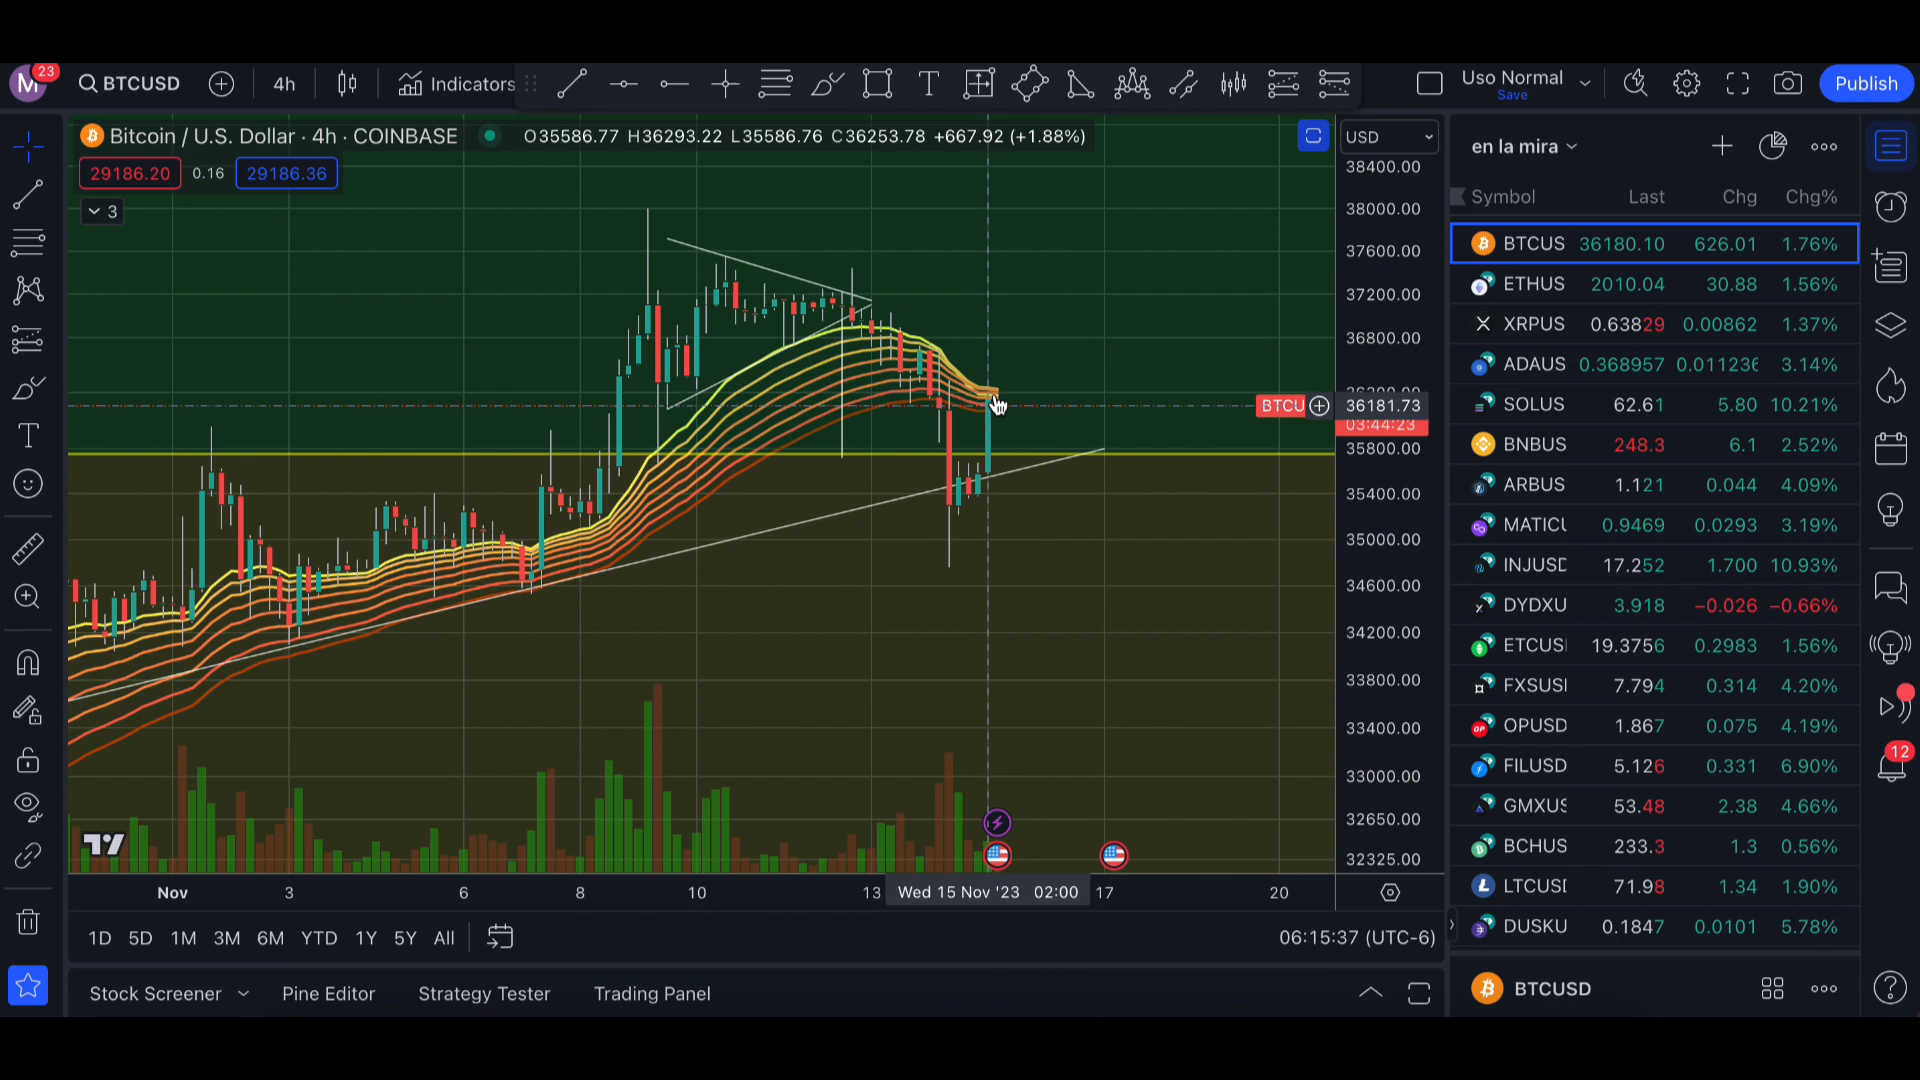 M 23 BTCUSD 4h Indicators Uso Normal Publish
Save
Bitcoin / U.S. Dollar · 4h · COINBASE O35586.77 H36293.22 L35586.76 C36253.78 +667.92 (+1.88%) USD
29186.20 0.16 29186.36
3
38400.00
38000.00
37600.00
37200.00
36800.00
BTCU 36181.73
03:44:23
35800.00
35400.00
35000.00
34600.00
34200.00
33800.00
33400.00
33000.00
32650.00
32325.00
Nov 3 6 8 10 13 Wed 15 Nov '23 02:00 17 20
1D 5D 1M 3M 6M YTD 1Y 5Y All 06:15:37 (UTC-6)
Stock Screener Pine Editor Strategy Tester Trading Panel
en la mira
Symbol Last Chg Chg%
BTCUS 36180.10 626.01 1.76%
ETHUS 2010.04 30.88 1.56%
XRPUS 0.63829 0.00862 1.37%
ADAUS 0.368957 0.011236 3.14%
SOLUS 62.61 5.80 10.21%
BNBUS 248.3 6.1 2.52%
ARBUS 1.121 0.044 4.09%
MATICU 0.9469 0.0293 3.19%
INJUSD 17.252 1.700 10.93%
DYDXU 3.918 −0.026 −0.66%
ETCUS 19.3756 0.2983 1.56%
FXSUS 7.794 0.314 4.20%
OPUSD 1.867 0.075 4.19%
FILUSD 5.126 0.331 6.90%
GMXUS 53.48 2.38 4.66%
BCHUS 233.3 1.3 0.56%
LTCUS 71.98 1.34 1.90%
DUSKU 0.1847 0.0101 5.78%
BTCUSD
12